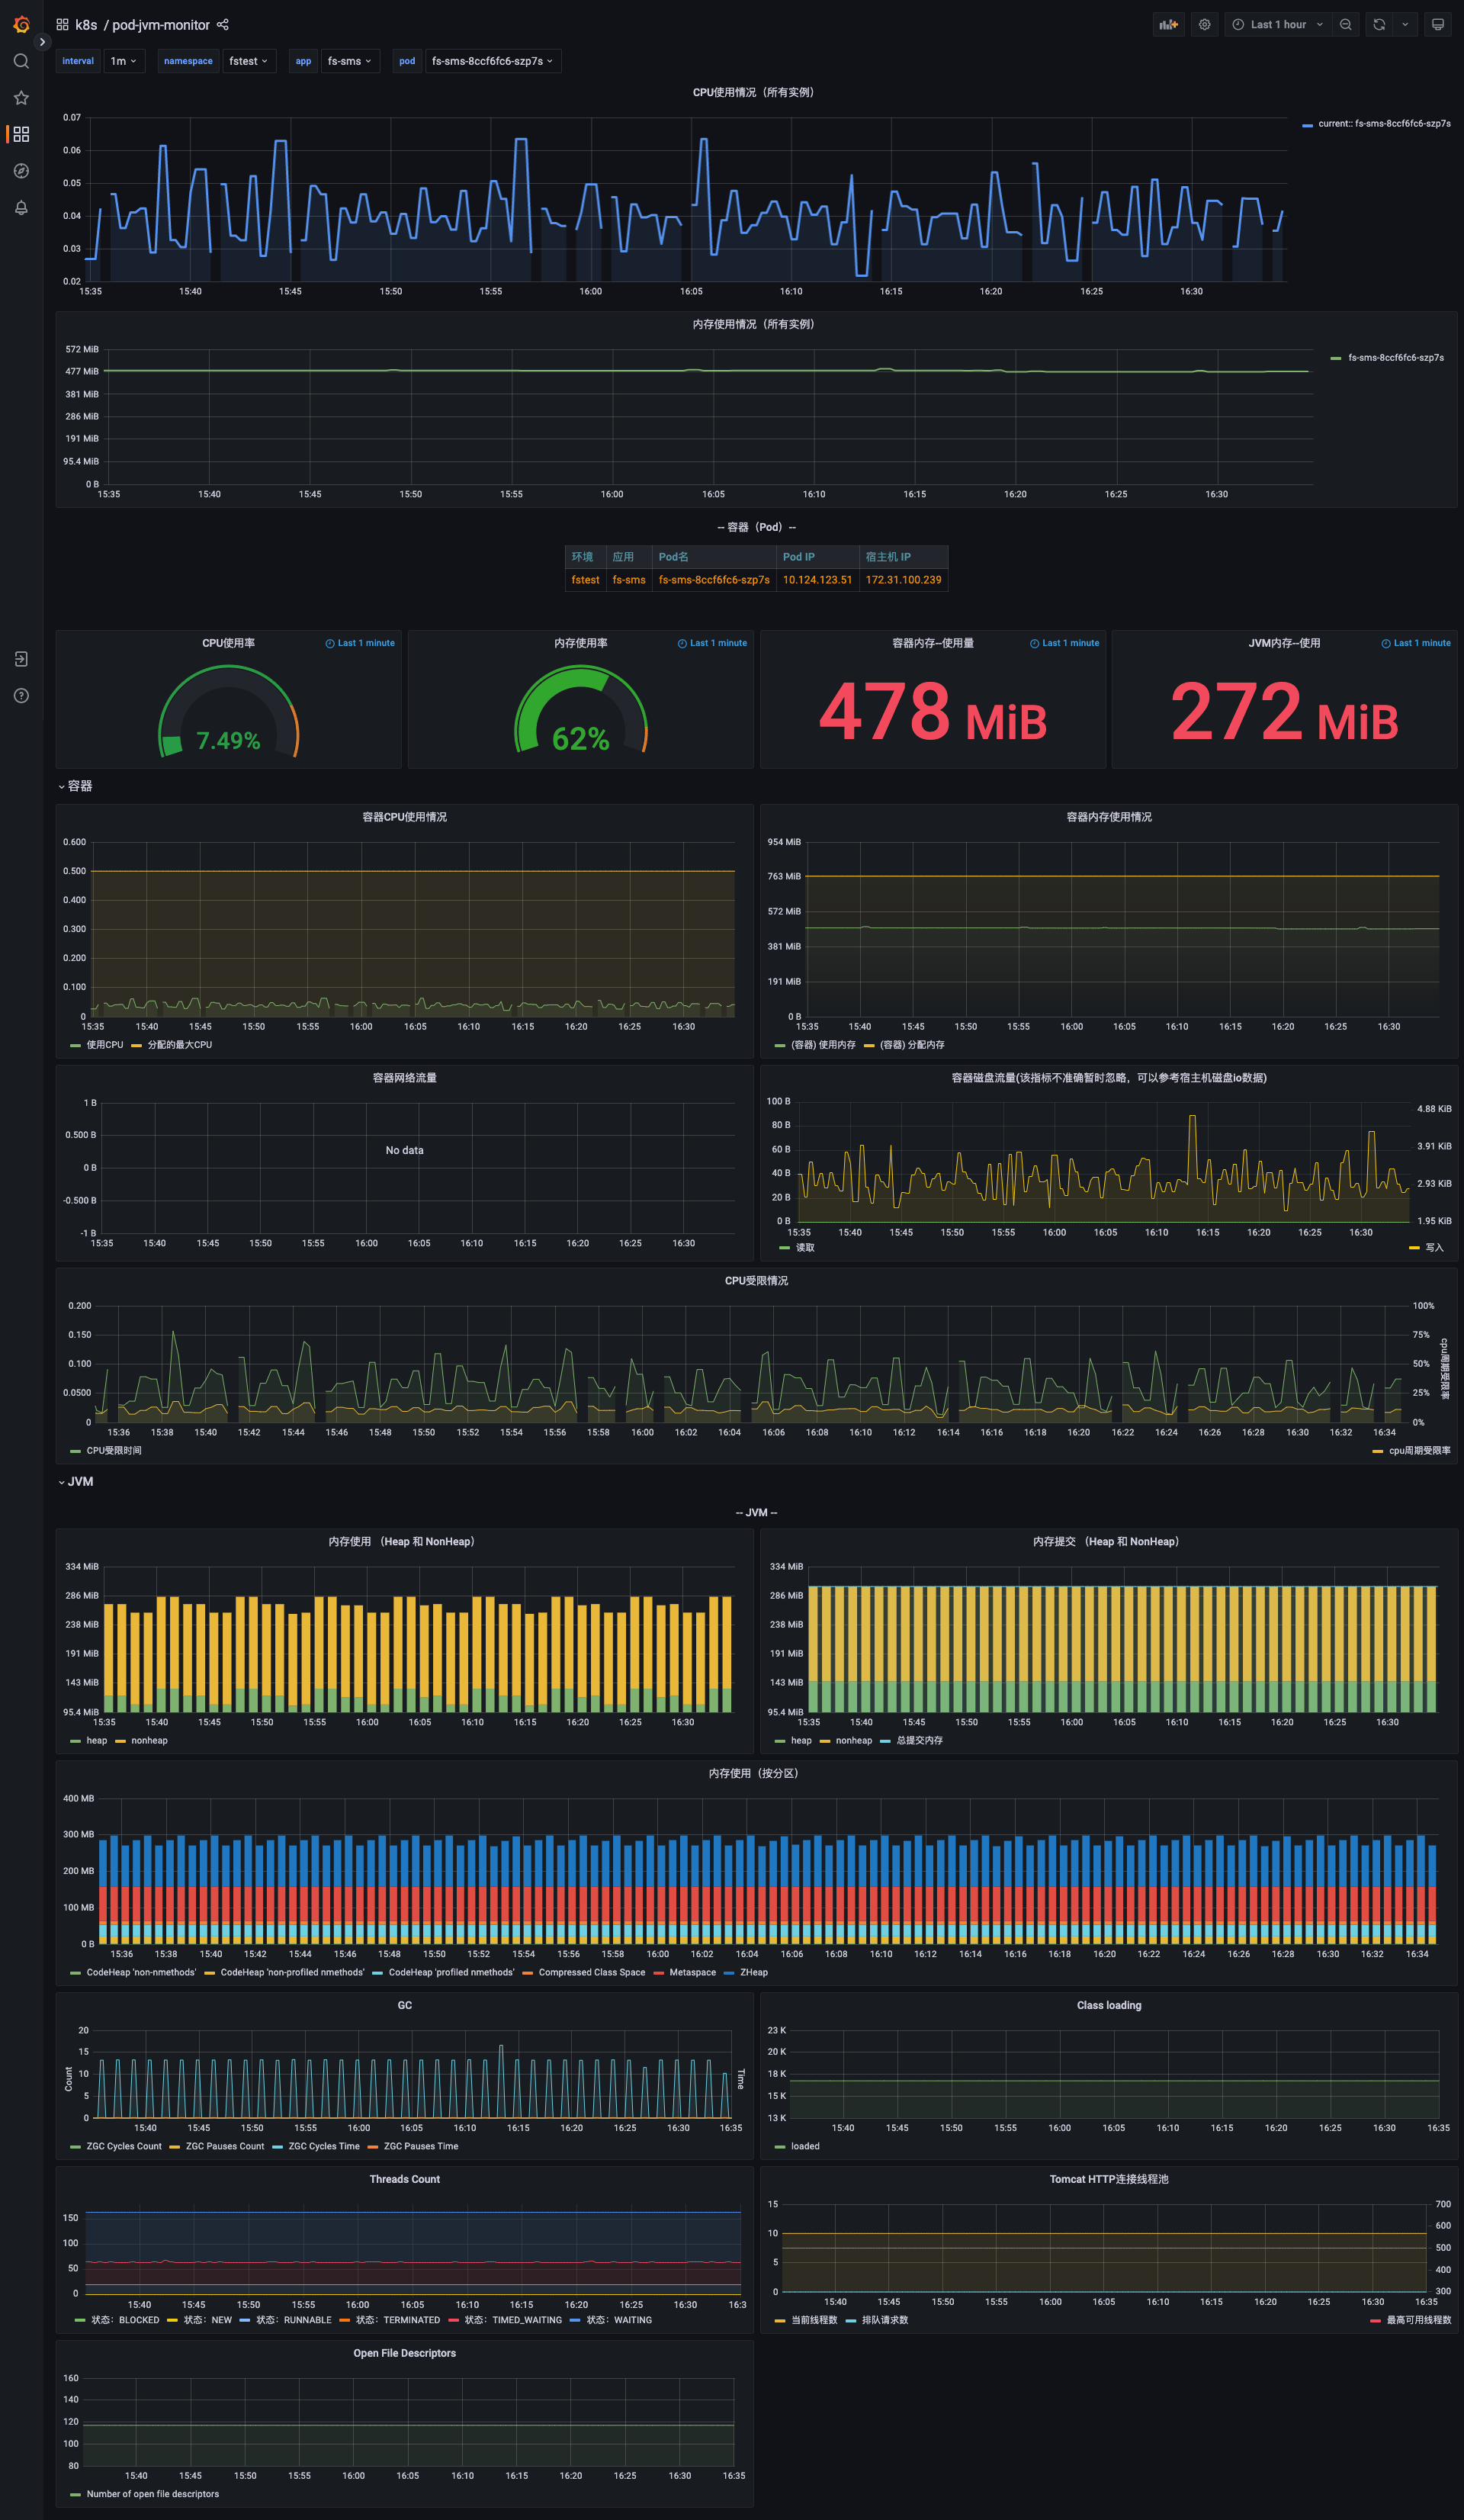 k8s / pod-jvm-monitor
Last 1 hour
interval 1m namespace fstest app fs-sms pod fs-sms-8ccf6fc6-szp7s
CPU使用情况（所有实例）
0.07
0.06
0.05
0.04
0.03
0.02
15:35 15:40 15:45 15:50 15:55 16:00 16:05 16:10 16:15 16:20 16:25 16:30
current:: fs-sms-8ccf6fc6-szp7s
内存使用情况（所有实例）
572 MiB
477 MiB
381 MiB
286 MiB
191 MiB
95.4 MiB
0 B
15:35 15:40 15:45 15:50 15:55 16:00 16:05 16:10 16:15 16:20 16:25 16:30
fs-sms-8ccf6fc6-szp7s
-- 容器（Pod）--
环境 应用 Pod名 Pod IP 宿主机 IP
fstest fs-sms fs-sms-8ccf6fc6-szp7s 10.124.123.51 172.31.100.239
CPU使用率 Last 1 minute
7.49%
内存使用率 Last 1 minute
62%
容器内存--使用量 Last 1 minute
478 MiB
JVM内存--使用 Last 1 minute
272 MiB
容器
容器CPU使用情况
0.600
0.500
0.400
0.300
0.200
0.100
0
15:35 15:40 15:45 15:50 15:55 16:00 16:05 16:10 16:15 16:20 16:25 16:30
使用CPU 分配的最大CPU
容器内存使用情况
954 MiB
763 MiB
572 MiB
381 MiB
191 MiB
0 B
15:35 15:40 15:45 15:50 15:55 16:00 16:05 16:10 16:15 16:20 16:25 16:30
(容器) 使用内存 (容器) 分配内存
容器网络流量
1 B
0.500 B
0 B
-0.500 B
-1 B
No data
15:35 15:40 15:45 15:50 15:55 16:00 16:05 16:10 16:15 16:20 16:25 16:30
容器磁盘流量(该指标不准确暂时忽略，可以参考宿主机磁盘io数据)
100 B
80 B
60 B
40 B
20 B
0 B
4.88 KiB
3.91 KiB
2.93 KiB
1.95 KiB
15:35 15:40 15:45 15:50 15:55 16:00 16:05 16:10 16:15 16:20 16:25 16:30
读取 写入
CPU受限情况
0.200
0.150
0.100
0.0500
0
100%
75%
50%
25%
0%
cpu周期受限率
15:36 15:38 15:40 15:42 15:44 15:46 15:48 15:50 15:52 15:54 15:56 15:58 16:00 16:02 16:04 16:06 16:08 16:10 16:12 16:14 16:16 16:18 16:20 16:22 16:24 16:26 16:28 16:30 16:32 16:34
CPU受限时间 cpu周期受限率
JVM
-- JVM --
内存使用 （Heap 和 NonHeap）
334 MiB
286 MiB
238 MiB
191 MiB
143 MiB
95.4 MiB
15:35 15:40 15:45 15:50 15:55 16:00 16:05 16:10 16:15 16:20 16:25 16:30
heap nonheap
内存提交 （Heap 和 NonHeap）
334 MiB
286 MiB
238 MiB
191 MiB
143 MiB
95.4 MiB
15:35 15:40 15:45 15:50 15:55 16:00 16:05 16:10 16:15 16:20 16:25 16:30
heap nonheap 总提交内存
内存使用（按分区）
400 MB
300 MB
200 MB
100 MB
0 B
15:36 15:38 15:40 15:42 15:44 15:46 15:48 15:50 15:52 15:54 15:56 15:58 16:00 16:02 16:04 16:06 16:08 16:10 16:12 16:14 16:16 16:18 16:20 16:22 16:24 16:26 16:28 16:30 16:32 16:34
CodeHeap 'non-nmethods' CodeHeap 'non-profiled nmethods' CodeHeap 'profiled nmethods' Compressed Class Space Metaspace ZHeap
GC
20
15
10
5
0
Count
Time
15:40 15:45 15:50 15:55 16:00 16:05 16:10 16:15 16:20 16:25 16:30 16:35
ZGC Cycles Count ZGC Pauses Count ZGC Cycles Time ZGC Pauses Time
Class loading
23 K
20 K
18 K
15 K
13 K
15:40 15:45 15:50 15:55 16:00 16:05 16:10 16:15 16:20 16:25 16:30 16:35
loaded
Threads Count
150
100
50
0
15:40 15:45 15:50 15:55 16:00 16:05 16:10 16:15 16:20 16:25 16:30 16:3
状态：BLOCKED 状态：NEW 状态：RUNNABLE 状态：TERMINATED 状态：TIMED_WAITING 状态：WAITING
Tomcat HTTP连接线程池
15
10
5
0
700
600
500
400
300
15:40 15:45 15:50 15:55 16:00 16:05 16:10 16:15 16:20 16:25 16:30 16:35
当前线程数 排队请求数 最高可用线程数
Open File Descriptors
160
140
120
100
80
15:40 15:45 15:50 15:55 16:00 16:05 16:10 16:15 16:20 16:25 16:30 16:35
Number of open file descriptors